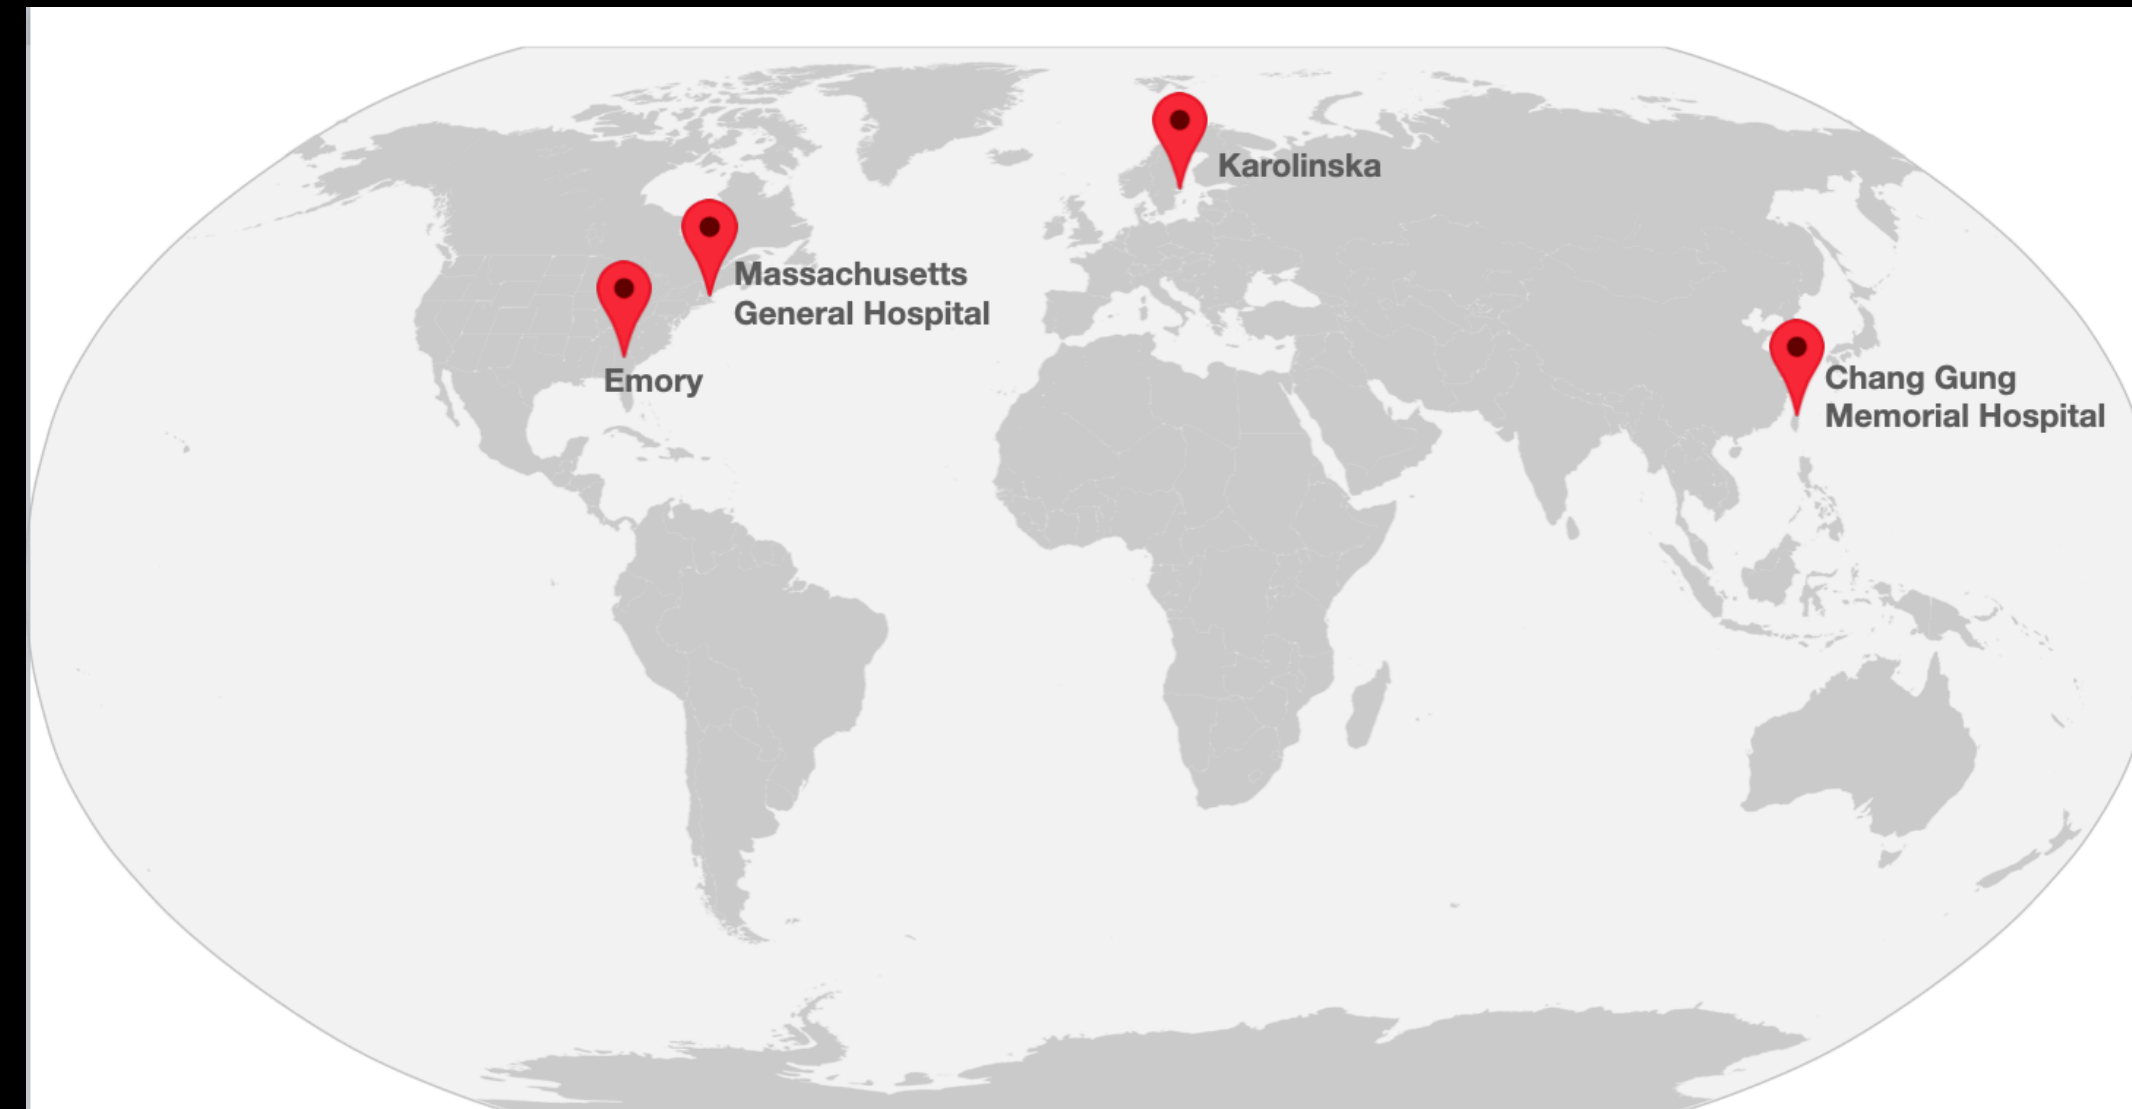 Karolinska
Massachusetts
General Hospital
Emory
Chang Gung
Memorial Hospital